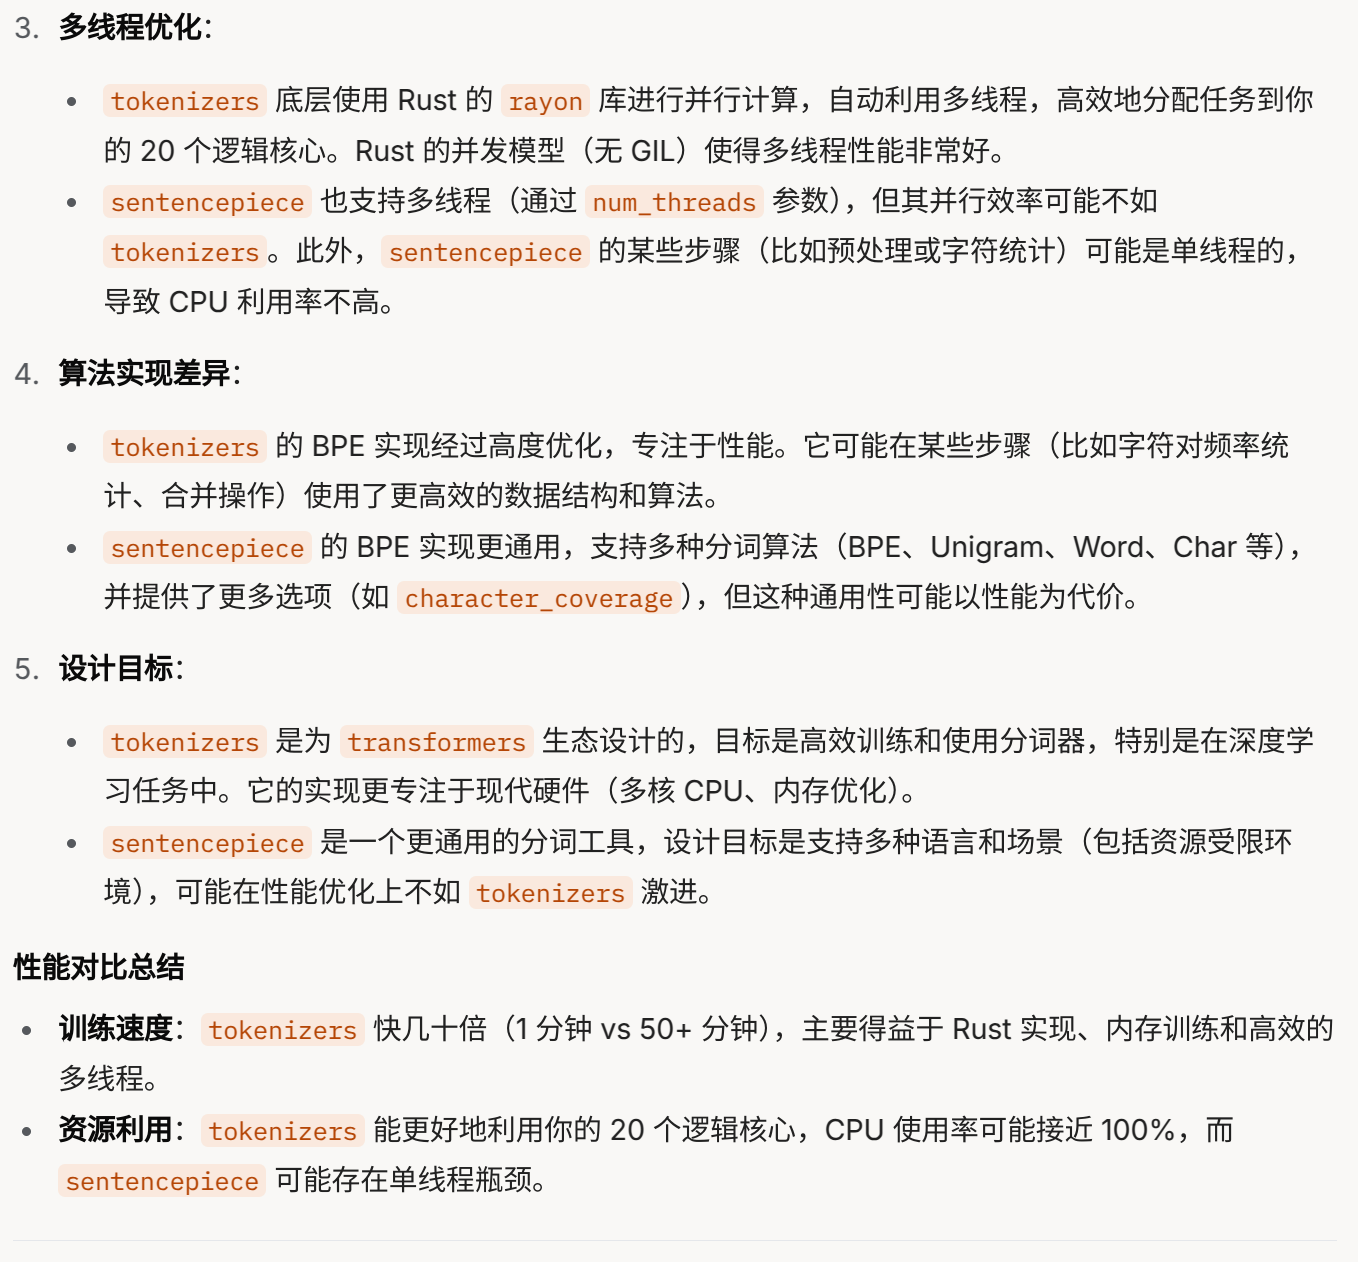 3. 多线程优化：
• tokenizers 底层使用 Rust 的 rayon 库进行并行计算，自动利用多线程，高效地分配任务到你
的 20 个逻辑核心。Rust 的并发模型（无 GIL）使得多线程性能非常好。
• sentencepiece 也支持多线程（通过 num_threads 参数），但其并行效率可能不如
tokenizers。此外，sentencepiece 的某些步骤（比如预处理或字符统计）可能是单线程的，
导致 CPU 利用率不高。
4. 算法实现差异：
• tokenizers 的 BPE 实现经过高度优化，专注于性能。它可能在某些步骤（比如字符对频率统
计、合并操作）使用了更高效的数据结构和算法。
• sentencepiece 的 BPE 实现更通用，支持多种分词算法（BPE、Unigram、Word、Char 等），
并提供了更多选项（如 character_coverage），但这种通用性可能以性能为代价。
5. 设计目标：
• tokenizers 是为 transformers 生态设计的，目标是高效训练和使用分词器，特别是在深度学
习任务中。它的实现更专注于现代硬件（多核 CPU、内存优化）。
• sentencepiece 是一个更通用的分词工具，设计目标是支持多种语言和场景（包括资源受限环
境），可能在性能优化上不如 tokenizers 激进。
性能对比总结
• 训练速度：tokenizers 快几十倍（1 分钟 vs 50+ 分钟），主要得益于 Rust 实现、内存训练和高效的
多线程。
• 资源利用：tokenizers 能更好地利用你的 20 个逻辑核心，CPU 使用率可能接近 100%，而
sentencepiece 可能存在单线程瓶颈。